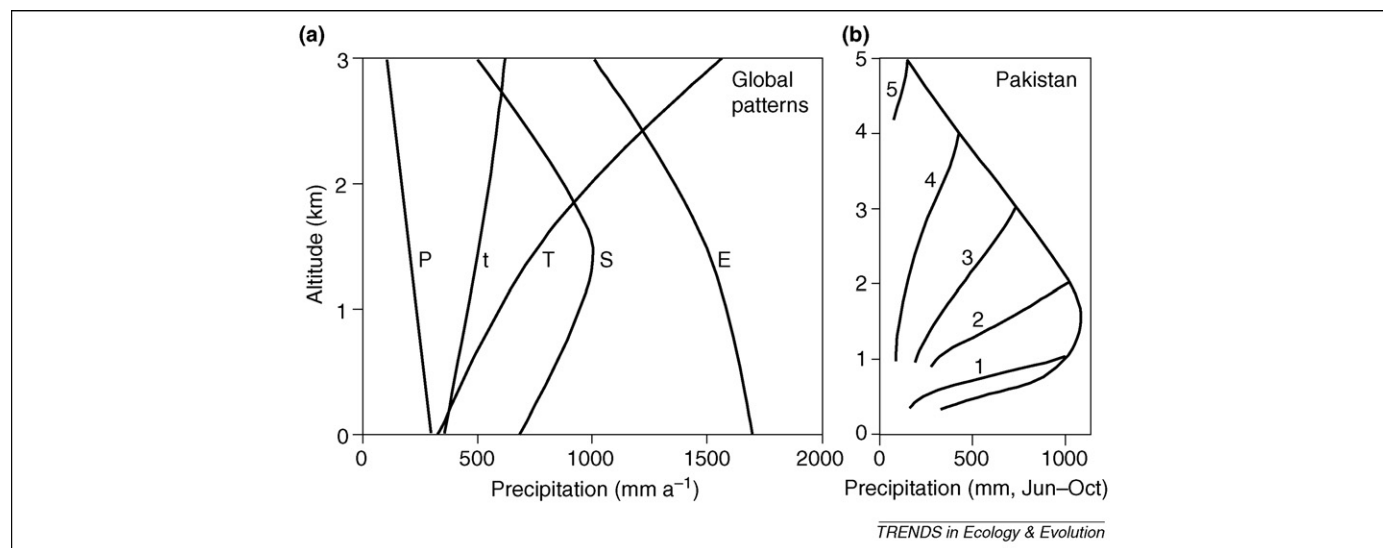 (a)
Global
patterns
3
2
1
0
Altitude (km)
P
t
T
S
E
0
500
1000
1500
2000
Precipitation (mm a⁻¹)
(b)
Pakistan
5
4
3
2
1
0
5
4
3
2
1
0
500
1000
Precipitation (mm, Jun–Oct)
TRENDS in Ecology & Evolution